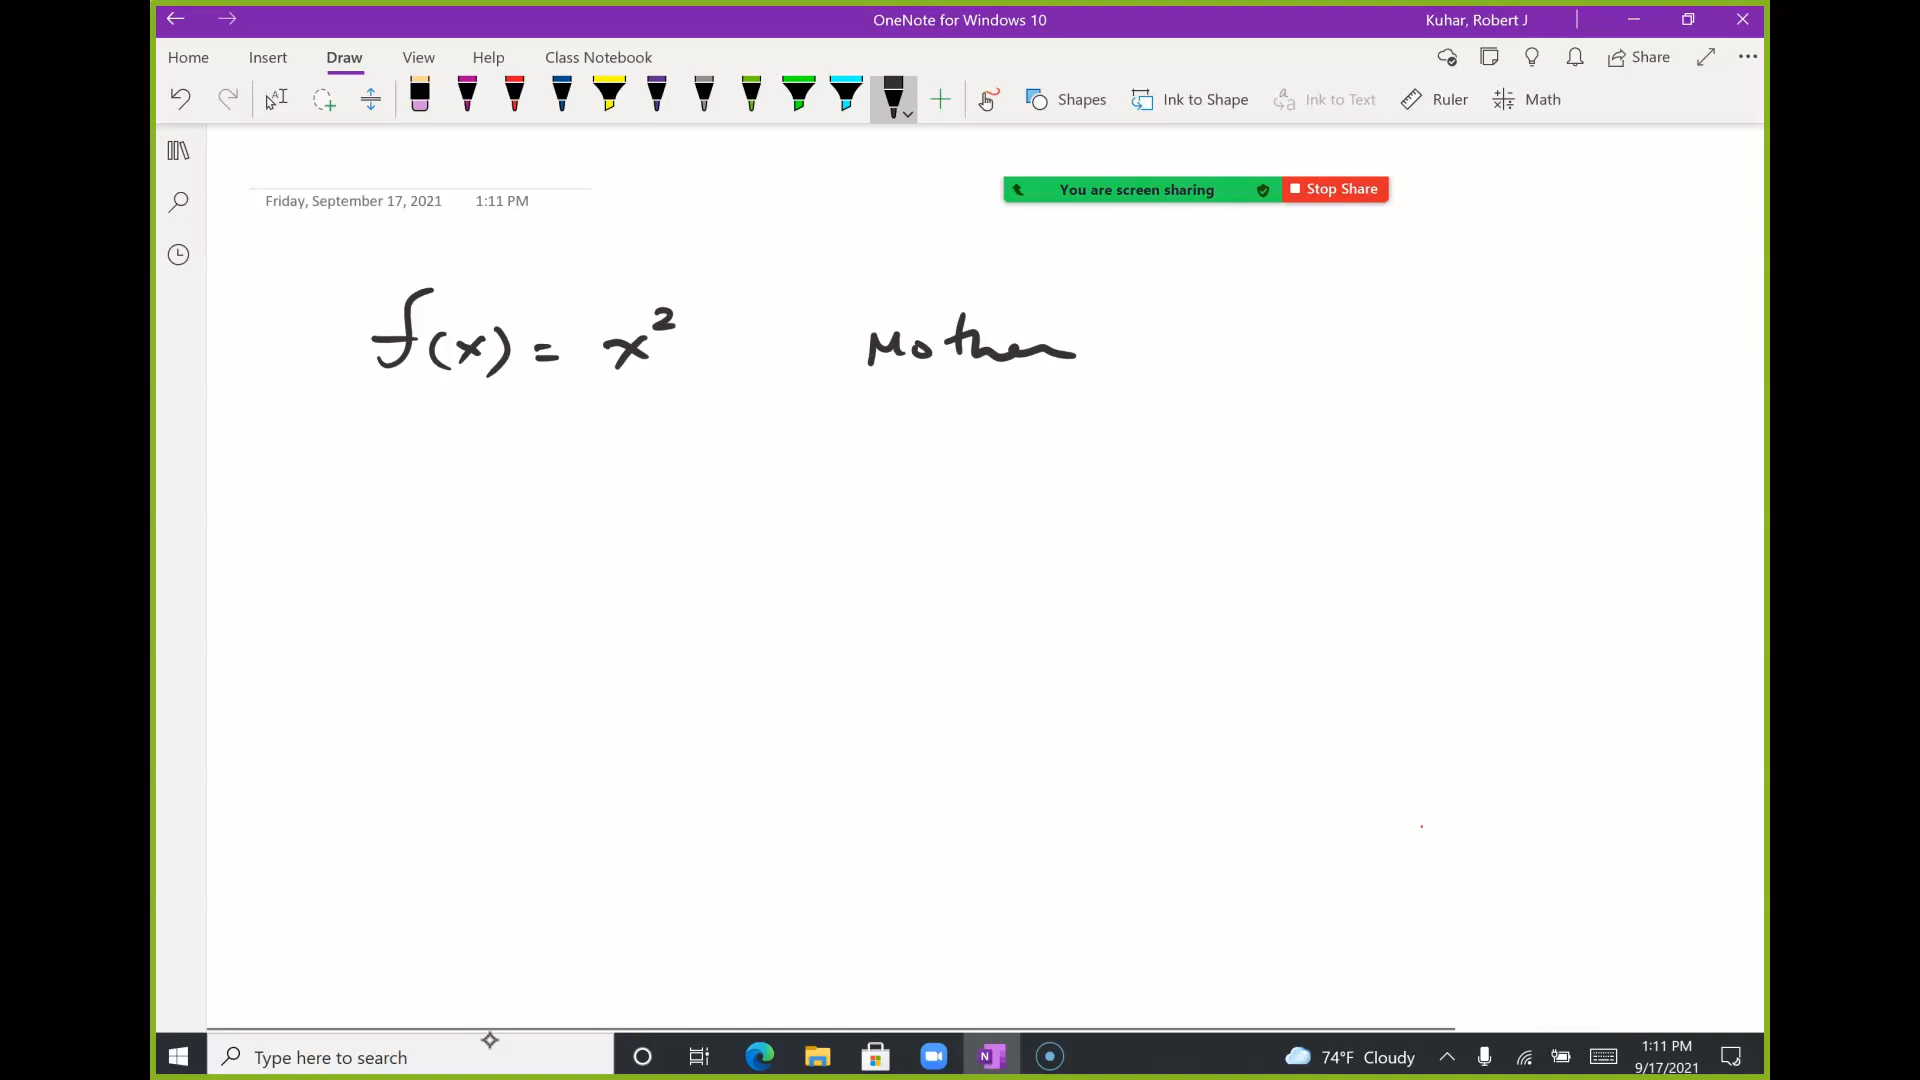 OneNote for Windows 10 Kuhar, Robert J
Home Insert Draw View Help Class Notebook Share
Shapes Ink to Shape Ink to Text Ruler Math
You are screen sharing Stop Share
Friday, September 17, 2021 1:11 PM
f(x) = x² Mother
Type here to search 74°F Cloudy 1:11 PM
9/17/2021